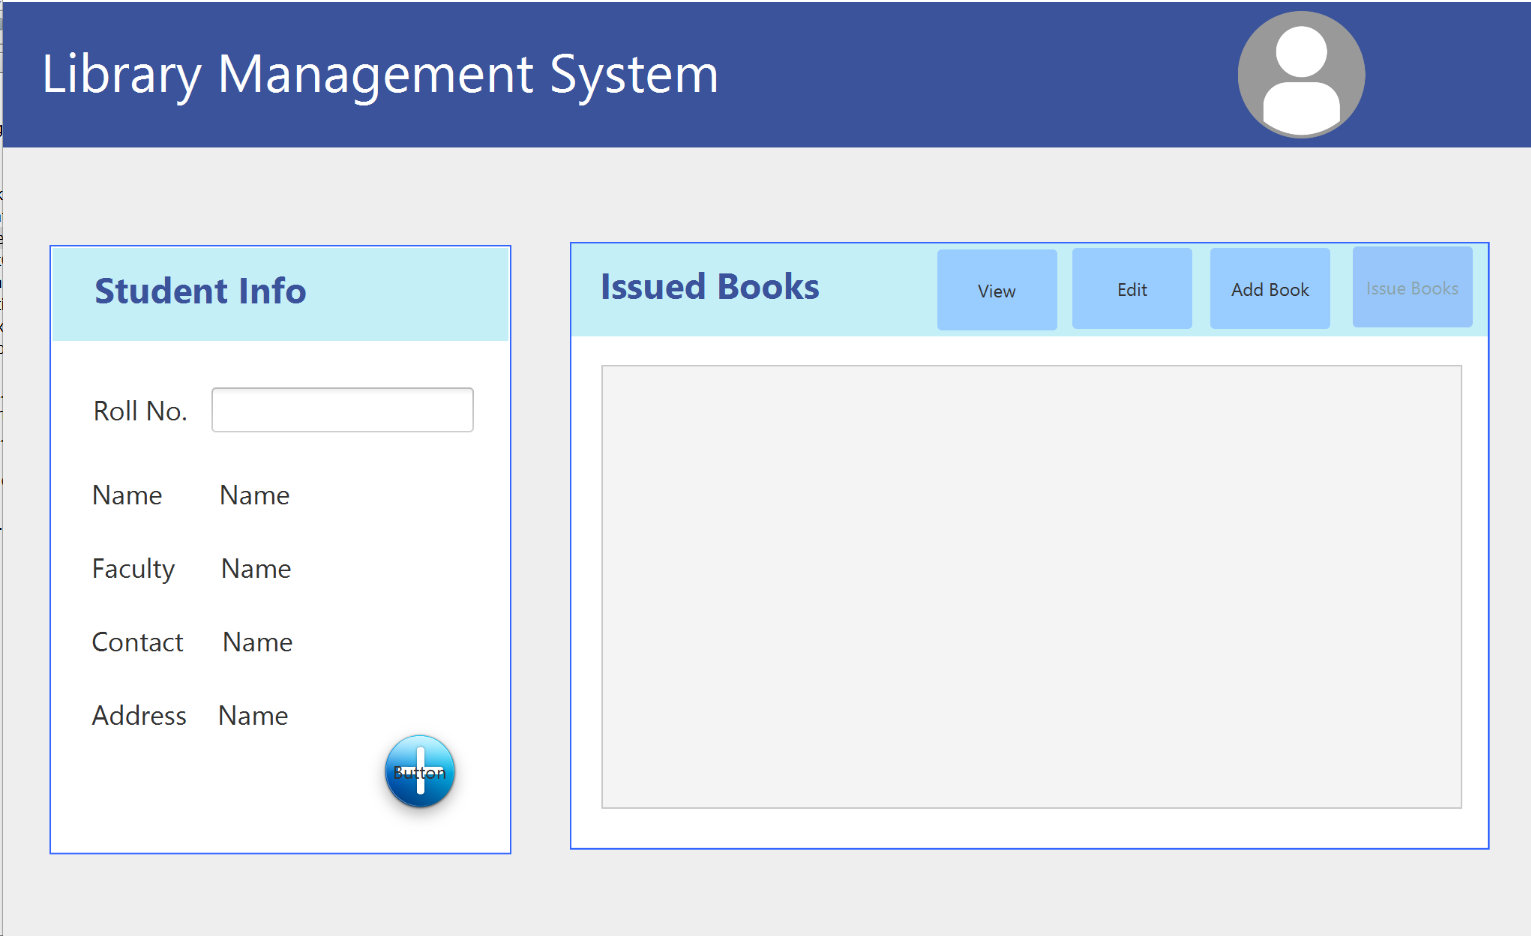 Library Management System
Student Info
Roll No.
Name Name
Faculty Name
Contact Name
Address Name
Button
Issued Books
View
Edit
Add Book
Issue Books